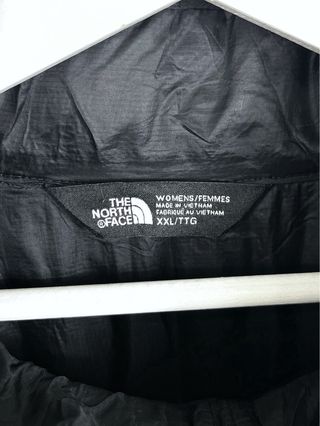 THE
NORTH
FACE
WOMENS/FEMMES
MADE IN VIETNAM
FABRIQUÉ AU VIETNAM
XXL/TTG